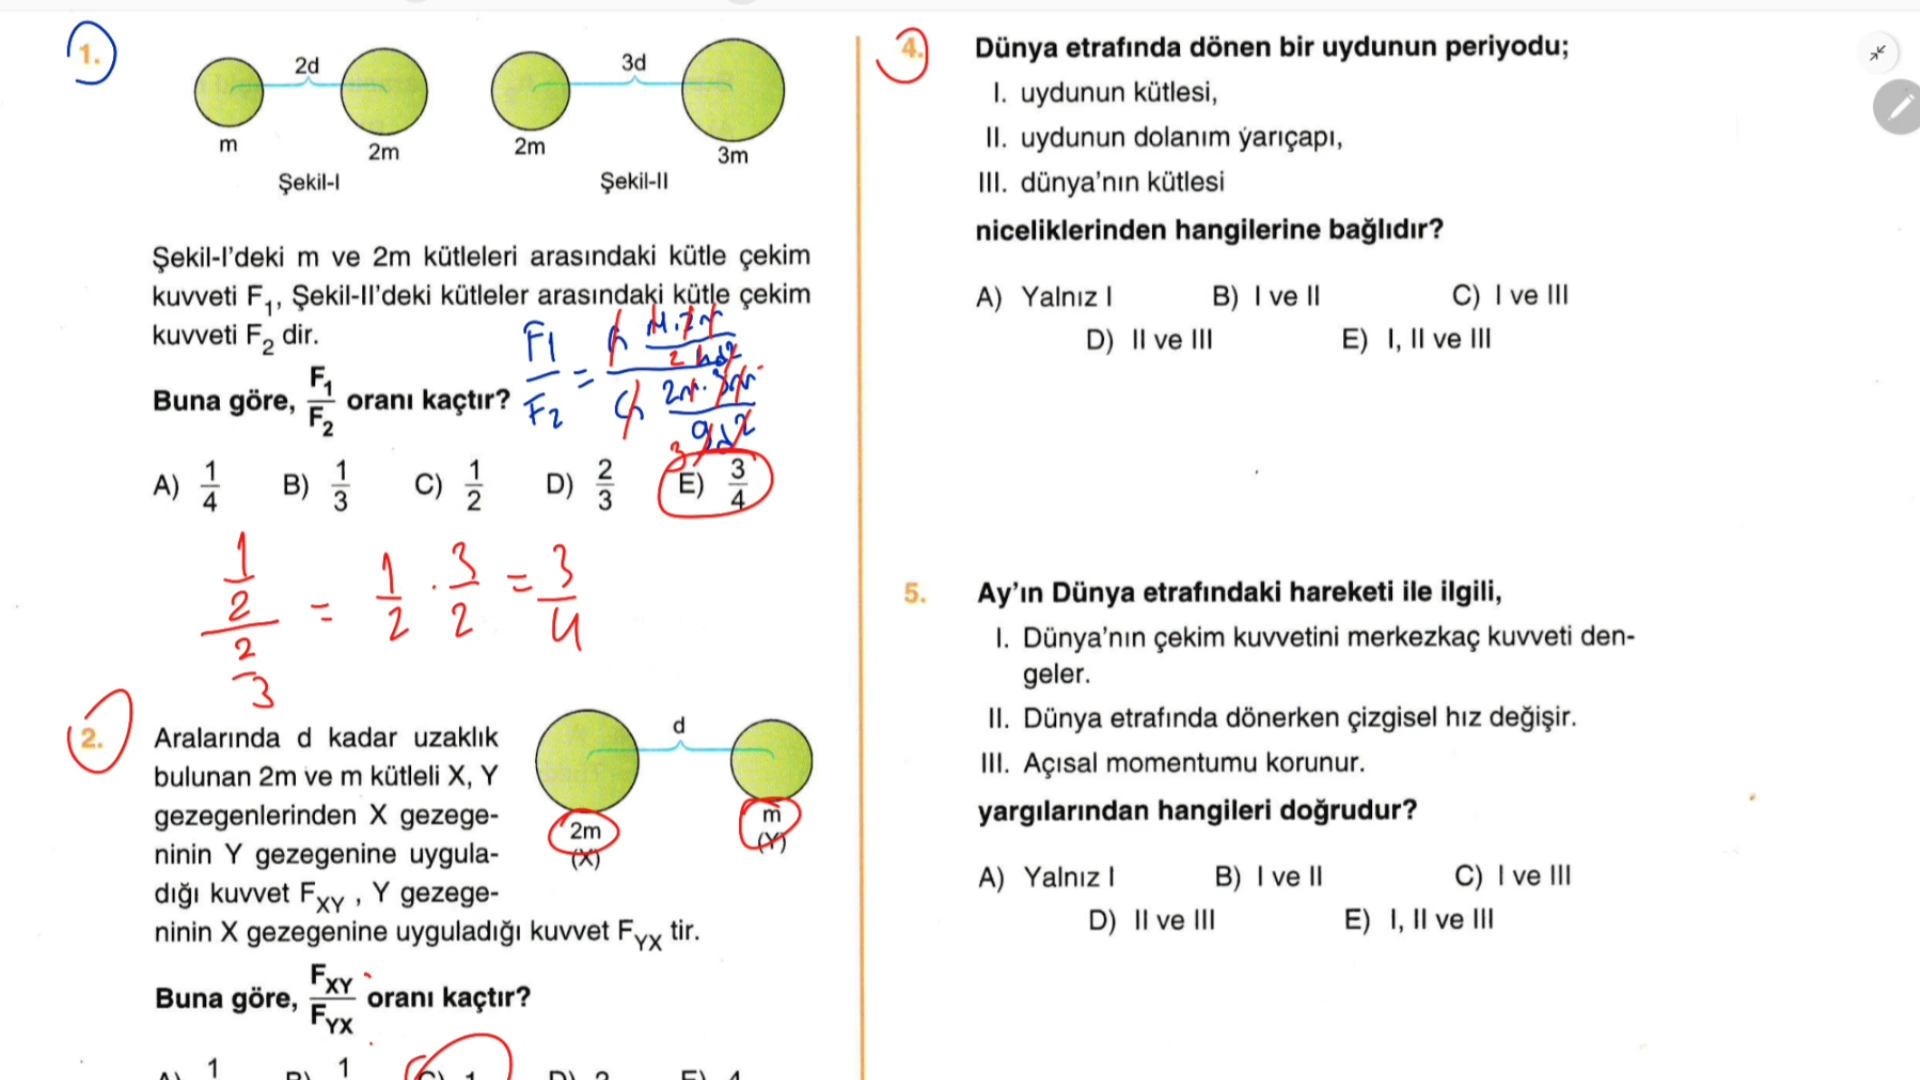 1.
2d
3d
m
2m
2m
3m
Şekil-I
Şekil-II
Şekil-I'deki m ve 2m kütleleri arasındaki kütle çekim
kuvveti F₁, Şekil-II'deki kütleler arasındaki kütle çekim
kuvveti F₂ dir.
Buna göre, F₁/F₂ oranı kaçtır?
F1/F2 =
A) 1/4 B) 1/3 C) 1/2 D) 2/3 E) 3/4
1/2 / 2/3 = 1/2 . 3/2 = 3/4
2.
Aralarında d kadar uzaklık
bulunan 2m ve m kütleli X, Y
gezegenlerinden X gezege-
ninin Y gezegenine uygula-
dığı kuvvet F_XY , Y gezege-
ninin X gezegenine uyguladığı kuvvet F_YX tir.
d
2m
(X)
m
(Y)
Buna göre, F_XY/F_YX oranı kaçtır?
4.
Dünya etrafında dönen bir uydunun periyodu;
I. uydunun kütlesi,
II. uydunun dolanım yarıçapı,
III. dünya'nın kütlesi
niceliklerinden hangilerine bağlıdır?
A) Yalnız I B) I ve II C) I ve III
D) II ve III E) I, II ve III
5.
Ay'ın Dünya etrafındaki hareketi ile ilgili,
I. Dünya'nın çekim kuvvetini merkezkaç kuvveti den-
geler.
II. Dünya etrafında dönerken çizgisel hız değişir.
III. Açısal momentumu korunur.
yargılarından hangileri doğrudur?
A) Yalnız I B) I ve II C) I ve III
D) II ve III E) I, II ve III